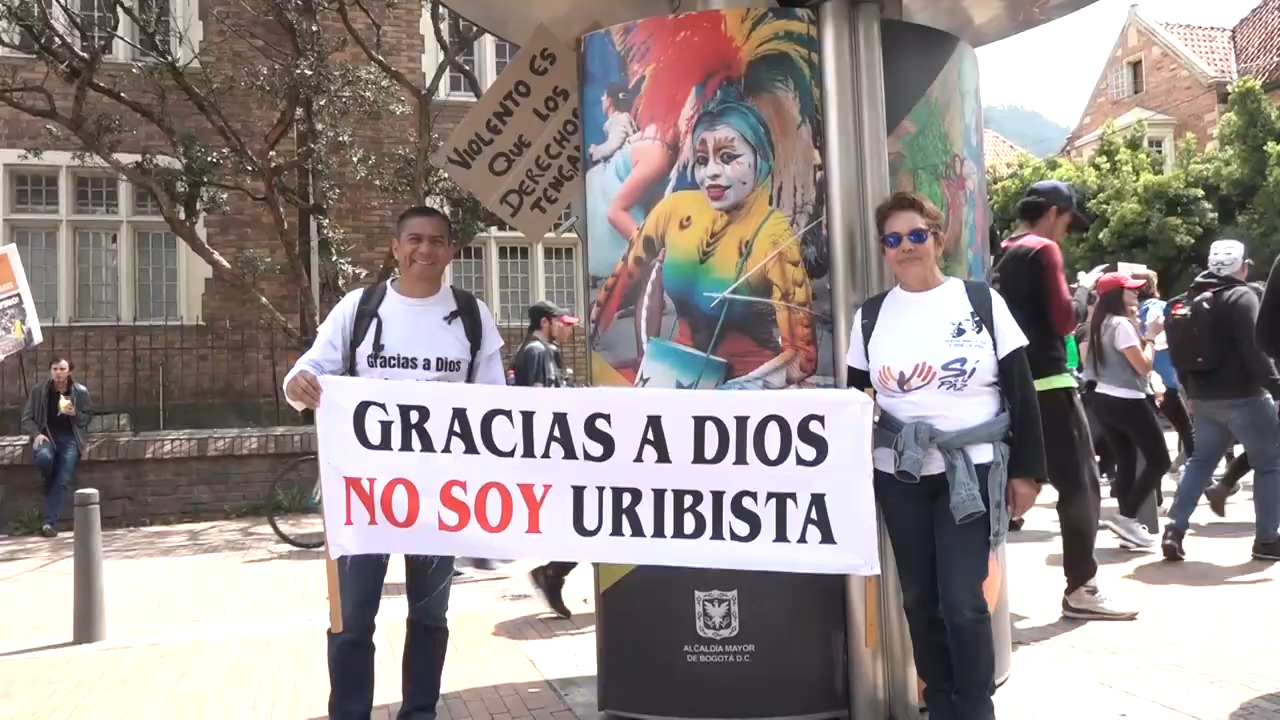 VIOLENTO ES
QUE LOS
DERECHOS
TENGA
Gracias a Dios
Sí
PAZ
GRACIAS A DIOS
NO SOY URIBISTA
ALCALDÍA MAYOR
DE BOGOTÁ D.C.